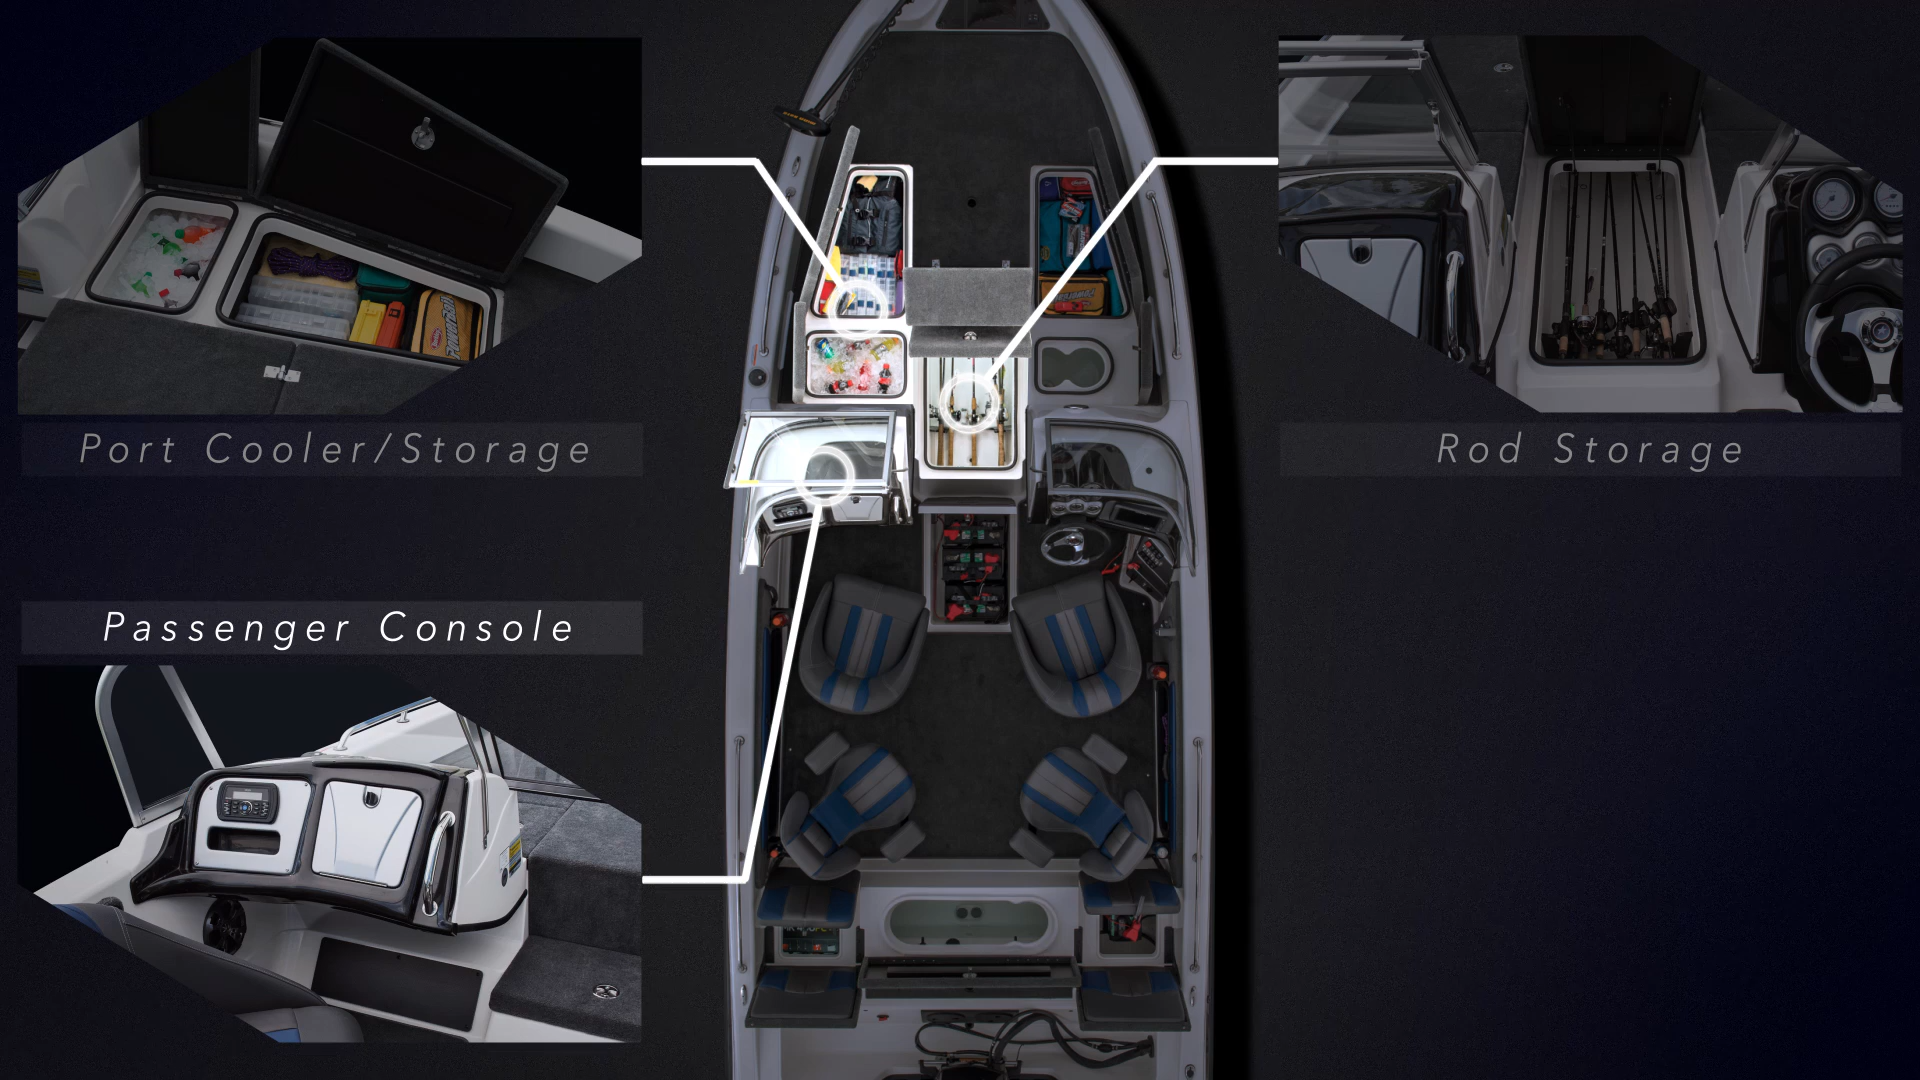 Port Cooler/Storage
Rod Storage
Passenger Console